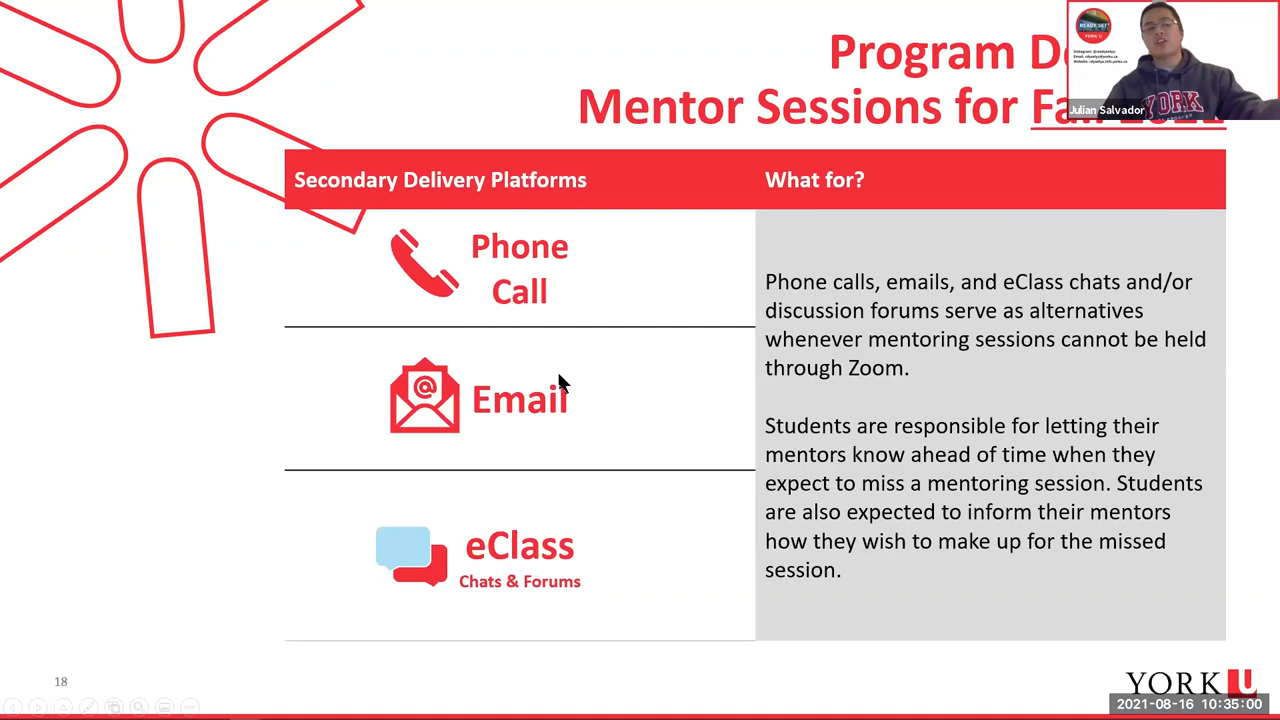 Program
Mentor Sessions for
Julian Salvador
READY SET
YORK U
YORK
Secondary Delivery Platforms
What for?
Phone
Call
Email
eClass
Chats & Forums
Phone calls, emails, and eClass chats and/or
discussion forums serve as alternatives
whenever mentoring sessions cannot be held
through Zoom.
Students are responsible for letting their
mentors know ahead of time when they
expect to miss a mentoring session. Students
are also expected to inform their mentors
how they wish to make up for the missed
session.
18
YORK U
2021-08-16 10:35:00